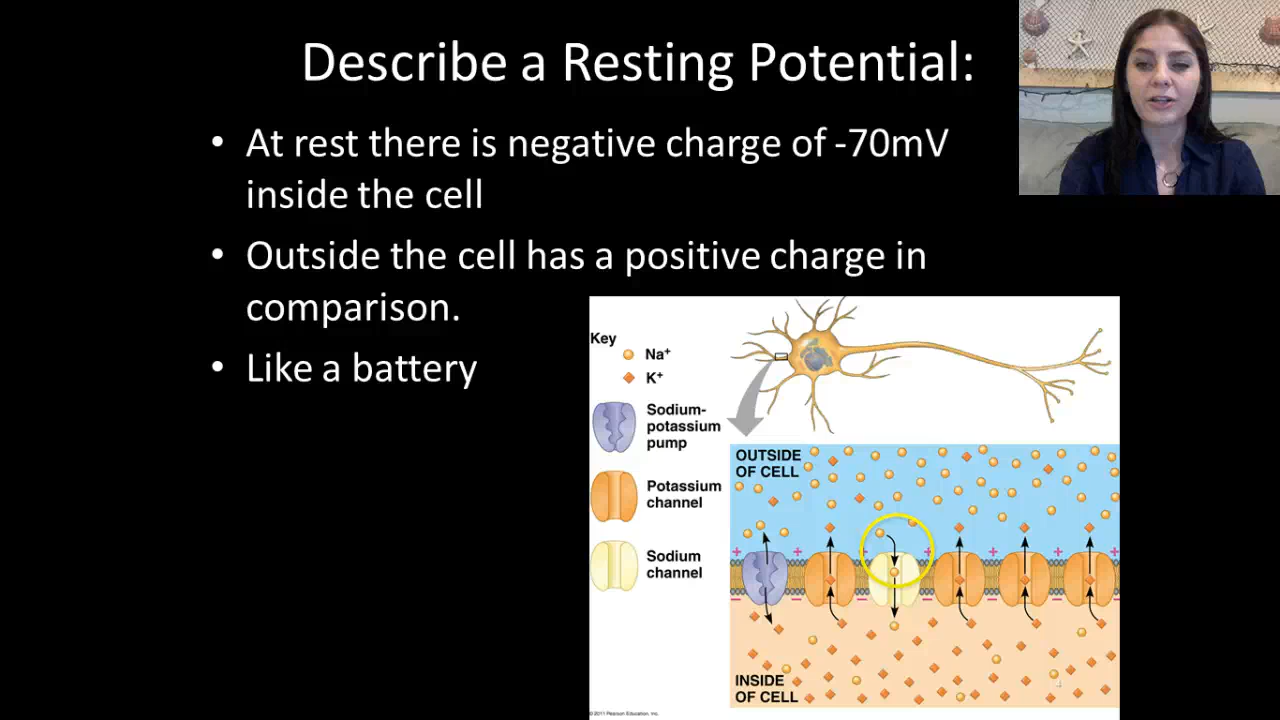 Describe a Resting Potential:
• At rest there is negative charge of -70mV
inside the cell
• Outside the cell has a positive charge in
comparison.
• Like a battery
Key
Na⁺
K⁺
Sodium-
potassium
pump
Potassium
channel
Sodium
channel
OUTSIDE
OF CELL
INSIDE
OF CELL
© 2011 Pearson Education, Inc.